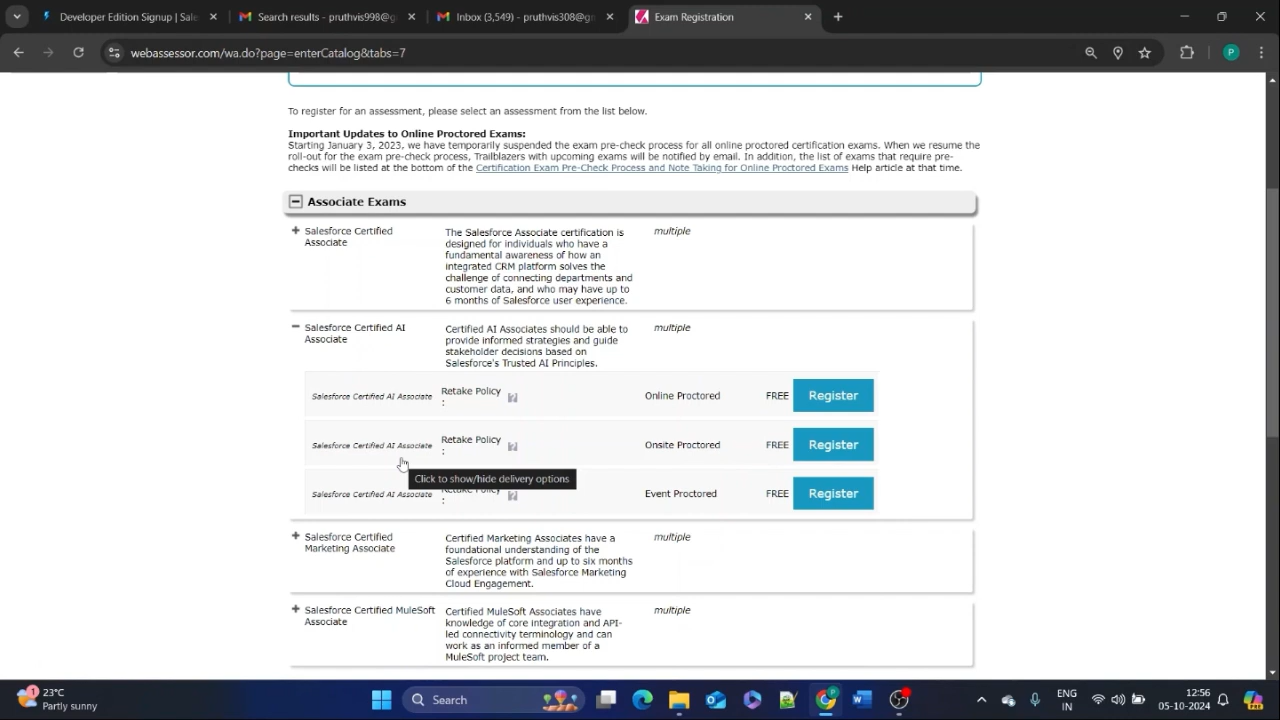 Developer Edition Signup | Sale
Search results - pruthvis998@g
Inbox (3,549) - pruthvis308@gn
Exam Registration
webassessor.com/wa.do?page=enterCatalog&tabs=7
P
To register for an assessment, please select an assessment from the list below.
Important Updates to Online Proctored Exams:
Starting January 3, 2023, we have temporarily suspended the exam pre-check process for all online proctored certification exams. When we resume the
roll-out for the exam pre-check process, Trailblazers with upcoming exams will be notified by email. In addition, the list of exams that require pre-
checks will be listed at the bottom of the Certification Exam Pre-Check Process and Note Taking for Online Proctored Exams Help article at that time.
Associate Exams
Salesforce Certified
Associate
The Salesforce Associate certification is
designed for individuals who have a
fundamental awareness of how an
integrated CRM platform solves the
challenge of connecting departments and
customer data, and who may have up to
6 months of Salesforce user experience.
multiple
Salesforce Certified AI
Associate
Certified AI Associates should be able to
provide informed strategies and guide
stakeholder decisions based on
Salesforce's Trusted AI Principles.
multiple
Salesforce Certified AI Associate
Retake Policy
:
Online Proctored
FREE
Register
Salesforce Certified AI Associate
Retake Policy
:
Onsite Proctored
FREE
Register
Click to show/hide delivery options
Salesforce Certified AI Associate
Retake Policy
:
Event Proctored
FREE
Register
Salesforce Certified
Marketing Associate
Certified Marketing Associates have a
foundational understanding of the
Salesforce platform and up to six months
of experience with Salesforce Marketing
Cloud Engagement.
multiple
Salesforce Certified MuleSoft
Associate
Certified MuleSoft Associates have
knowledge of core integration and API-
led connectivity terminology and can
work as an informed member of a
MuleSoft project team.
multiple
1
23°C
Partly sunny
Search
ENG
IN
12:56
05-10-2024